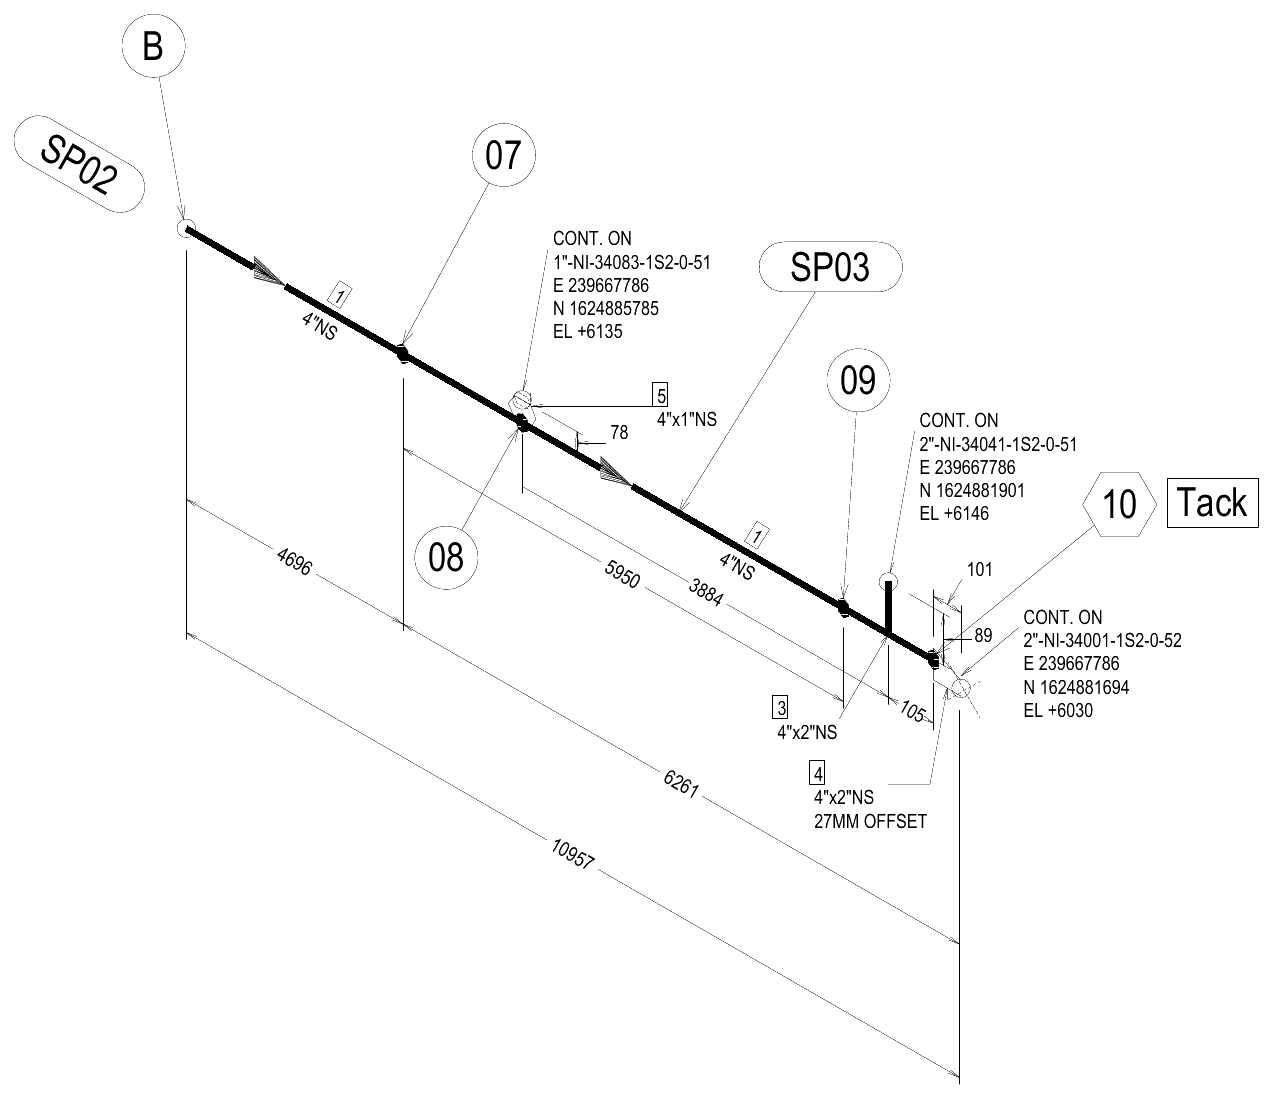 B
SP02
07
CONT. ON
1"-NI-34083-1S2-0-51
E 239667786
N 1624885785
EL +6135
SP03
1
4"NS
09
5
4"x1"NS
78
CONT. ON
2"-NI-34041-1S2-0-51
E 239667786
N 1624881901
EL +6146
10
Tack
08
1
4"NS
4696
5950
3884
101
89
CONT. ON
2"-NI-34001-1S2-0-52
E 239667786
N 1624881694
EL +6030
3
4"x2"NS
105
4
4"x2"NS
27MM OFFSET
6261
10957